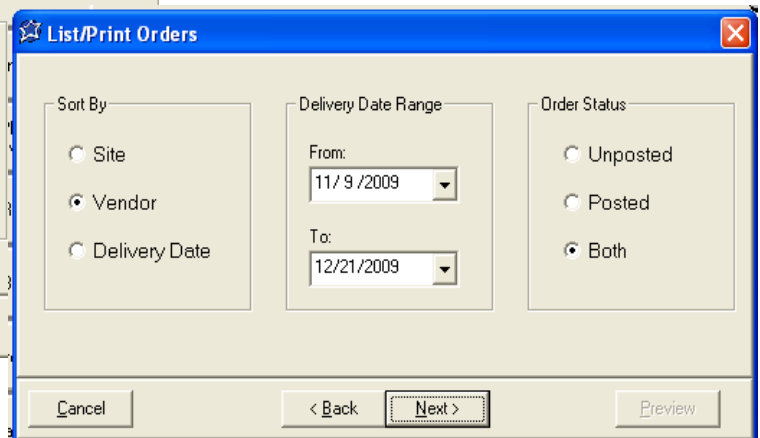 List/Print Orders
Sort By
Site
Vendor
Delivery Date
Delivery Date Range
From:
11/ 9 /2009
To:
12/21/2009
Order Status
Unposted
Posted
Both
Cancel
< Back
Next >
Preview